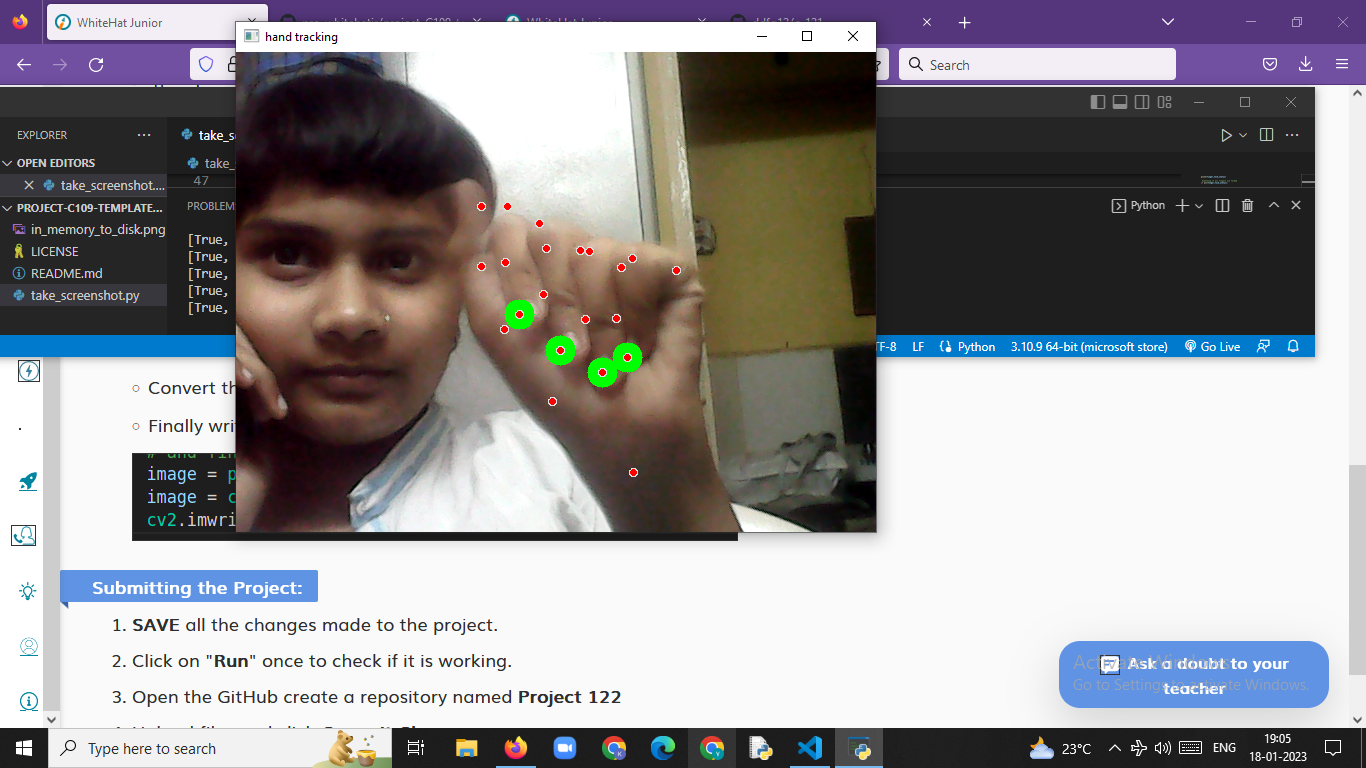 WhiteHat Junior
hand tracking
Search
EXPLORER
take_s
OPEN EDITORS
take_screenshot....
take_
47
PROJECT-C109-TEMPLATE...
PROBLEM
Python
in_memory_to_disk.png
LICENSE
README.md
take_screenshot.py
[True,
[True,
[True,
[True,
[True,
TF-8 LF Python 3.10.9 64-bit (microsoft store) Go Live
Convert th
Finally wri
image = p
image = c
cv2.imwri
Submitting the Project:
1. SAVE all the changes made to the project.
2. Click on "Run" once to check if it is working.
3. Open the GitHub create a repository named Project 122
Ask a doubt to your
teacher
Activate Windows
Go to Settings to activate Windows.
Type here to search
23°C
ENG
19:05
18-01-2023